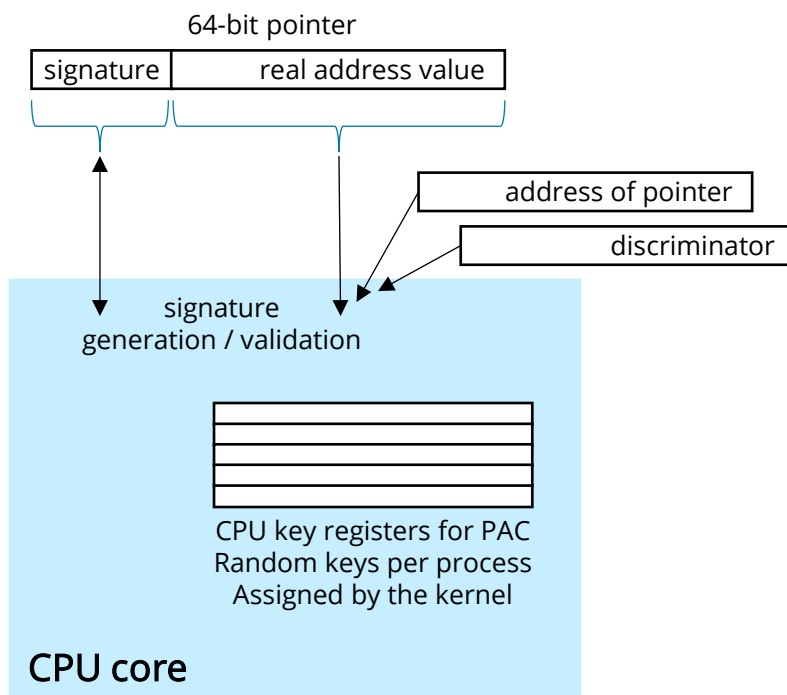 64-bit pointer
signature
real address value
address of pointer
discriminator
signature
generation / validation
CPU key registers for PAC
Random keys per process
Assigned by the kernel
CPU core